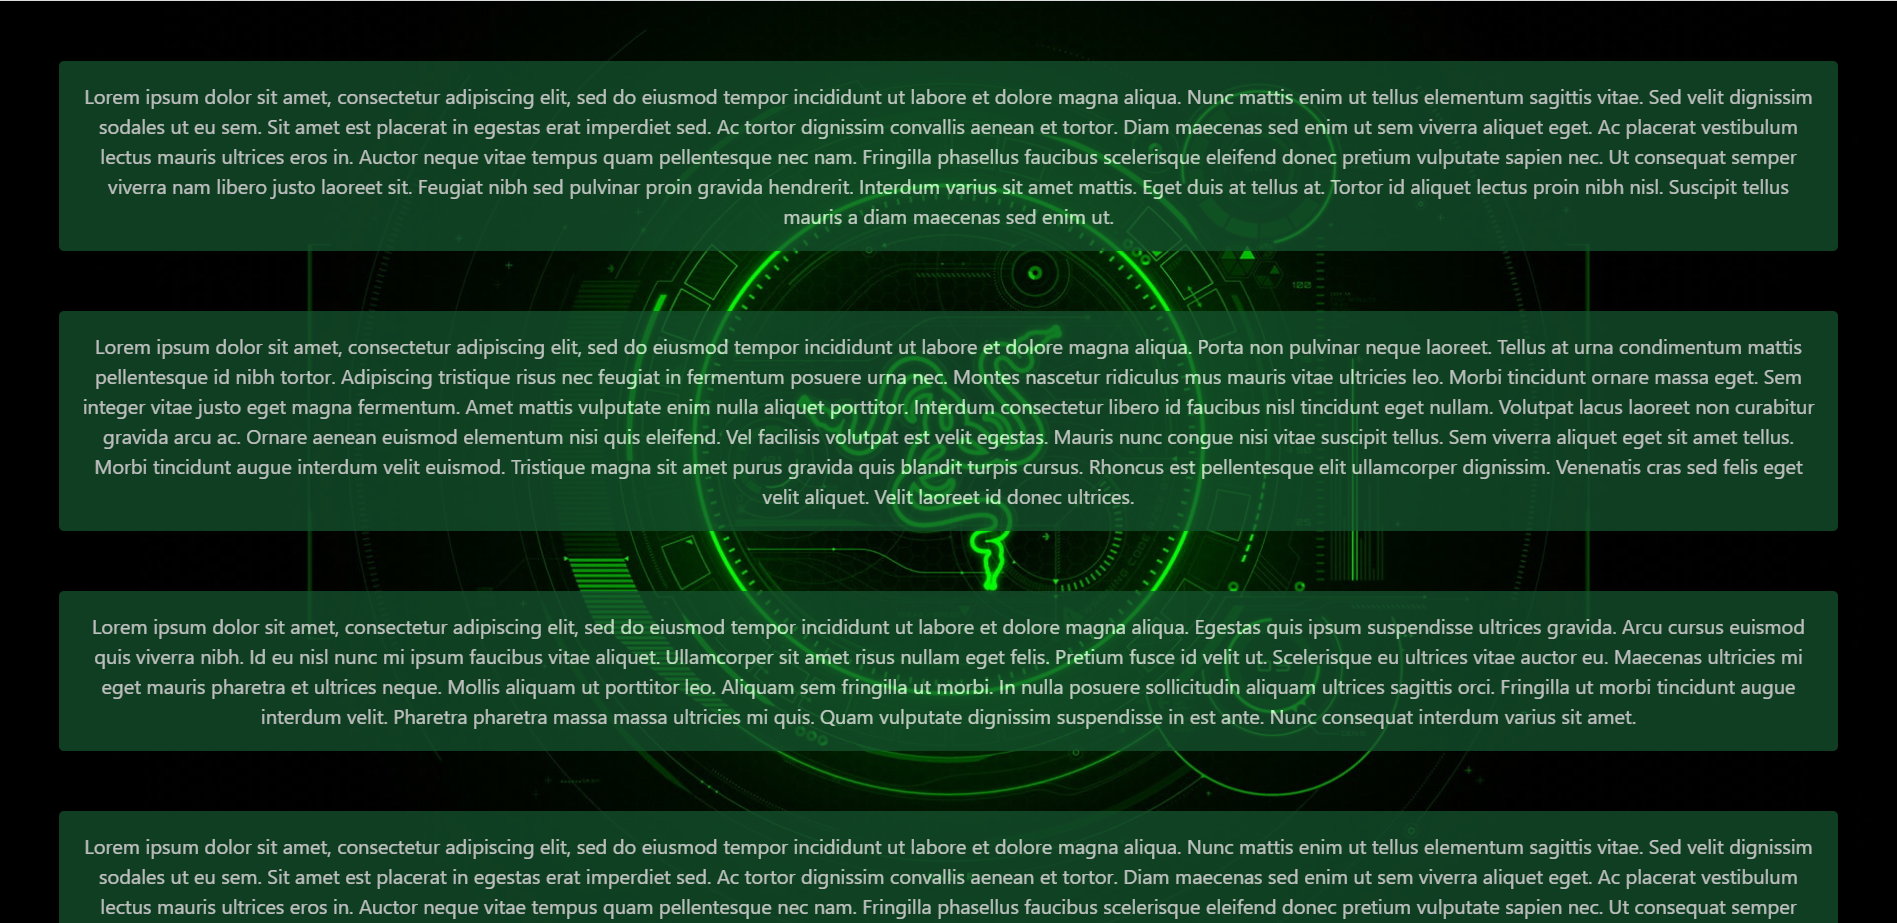 Lorem ipsum dolor sit amet, consectetur adipiscing elit, sed do eiusmod tempor incididunt ut labore et dolore magna aliqua. Nunc mattis enim ut tellus elementum sagittis vitae. Sed velit dignissim
sodales ut eu sem. Sit amet est placerat in egestas erat imperdiet sed. Ac tortor dignissim convallis aenean et tortor. Diam maecenas sed enim ut sem viverra aliquet eget. Ac placerat vestibulum
lectus mauris ultrices eros in. Auctor neque vitae tempus quam pellentesque nec nam. Fringilla phasellus faucibus scelerisque eleifend donec pretium vulputate sapien nec. Ut consequat semper
viverra nam libero justo laoreet sit. Feugiat nibh sed pulvinar proin gravida hendrerit. Interdum varius sit amet mattis. Eget duis at tellus at. Tortor id aliquet lectus proin nibh nisl. Suscipit tellus
mauris a diam maecenas sed enim ut.
100
Lorem ipsum dolor sit amet, consectetur adipiscing elit, sed do eiusmod tempor incididunt ut labore et dolore magna aliqua. Porta non pulvinar neque laoreet. Tellus at urna condimentum mattis
pellentesque id nibh tortor. Adipiscing tristique risus nec feugiat in fermentum posuere urna nec. Montes nascetur ridiculus mus mauris vitae ultricies leo. Morbi tincidunt ornare massa eget. Sem
integer vitae justo eget magna fermentum. Amet mattis vulputate enim nulla aliquet porttitor. Interdum consectetur libero id faucibus nisl tincidunt eget nullam. Volutpat lacus laoreet non curabitur
gravida arcu ac. Ornare aenean euismod elementum nisi quis eleifend. Vel facilisis volutpat est velit egestas. Mauris nunc congue nisi vitae suscipit tellus. Sem viverra aliquet eget sit amet tellus.
Morbi tincidunt augue interdum velit euismod. Tristique magna sit amet purus gravida quis blandit turpis cursus. Rhoncus est pellentesque elit ullamcorper dignissim. Venenatis cras sed felis eget
velit aliquet. Velit laoreet id donec ultrices.
25
Lorem ipsum dolor sit amet, consectetur adipiscing elit, sed do eiusmod tempor incididunt ut labore et dolore magna aliqua. Egestas quis ipsum suspendisse ultrices gravida. Arcu cursus euismod
quis viverra nibh. Id eu nisl nunc mi ipsum faucibus vitae aliquet. Ullamcorper sit amet risus nullam eget felis. Pretium fusce id velit ut. Scelerisque eu ultrices vitae auctor eu. Maecenas ultricies mi
eget mauris pharetra et ultrices neque. Mollis aliquam ut porttitor leo. Aliquam sem fringilla ut morbi. In nulla posuere sollicitudin aliquam ultrices sagittis orci. Fringilla ut morbi tincidunt augue
interdum velit. Pharetra pharetra massa massa ultricies mi quis. Quam vulputate dignissim suspendisse in est ante. Nunc consequat interdum varius sit amet.
Lorem ipsum dolor sit amet, consectetur adipiscing elit, sed do eiusmod tempor incididunt ut labore et dolore magna aliqua. Nunc mattis enim ut tellus elementum sagittis vitae. Sed velit dignissim
sodales ut eu sem. Sit amet est placerat in egestas erat imperdiet sed. Ac tortor dignissim convallis aenean et tortor. Diam maecenas sed enim ut sem viverra aliquet eget. Ac placerat vestibulum
lectus mauris ultrices eros in. Auctor neque vitae tempus quam pellentesque nec nam. Fringilla phasellus faucibus scelerisque eleifend donec pretium vulputate sapien nec. Ut consequat semper